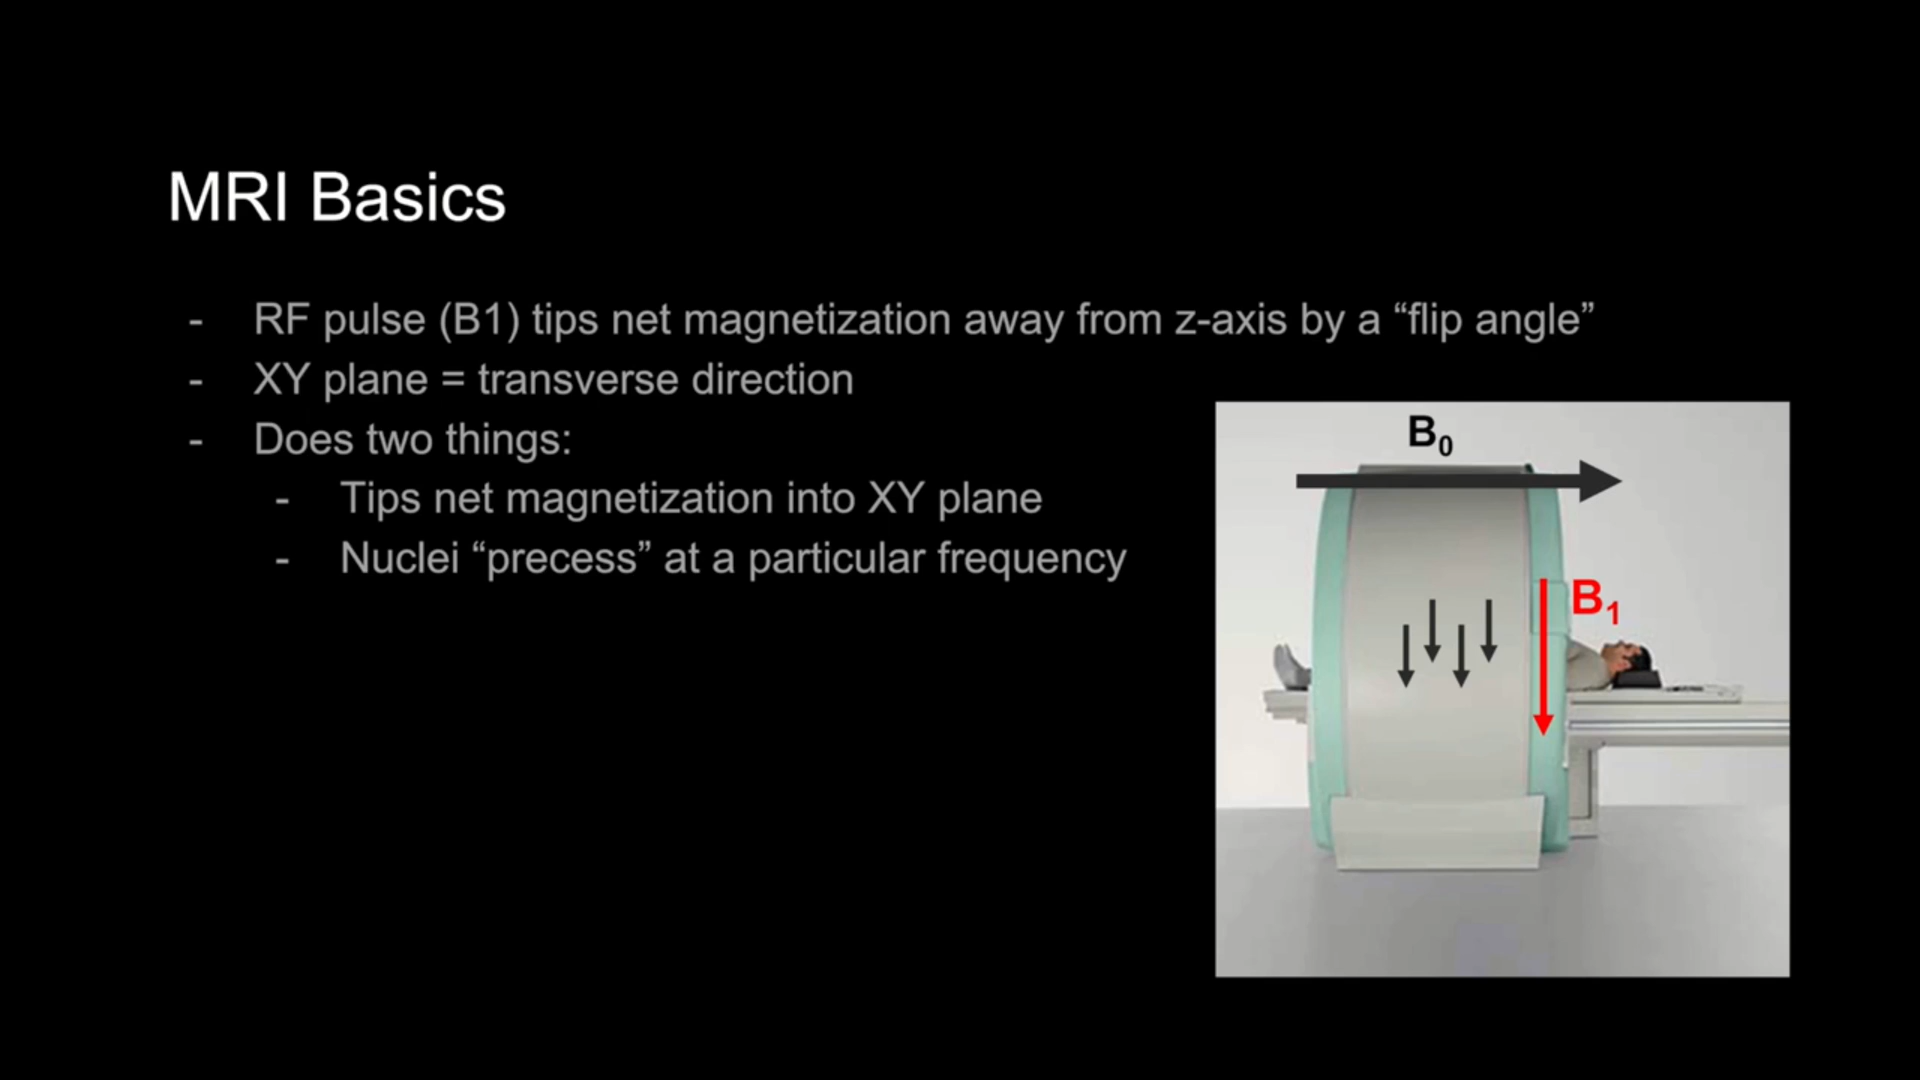 MRI Basics
- RF pulse (B1) tips net magnetization away from z-axis by a “flip angle”
- XY plane = transverse direction
- Does two things:
- Tips net magnetization into XY plane
- Nuclei “precess” at a particular frequency
B0
B1